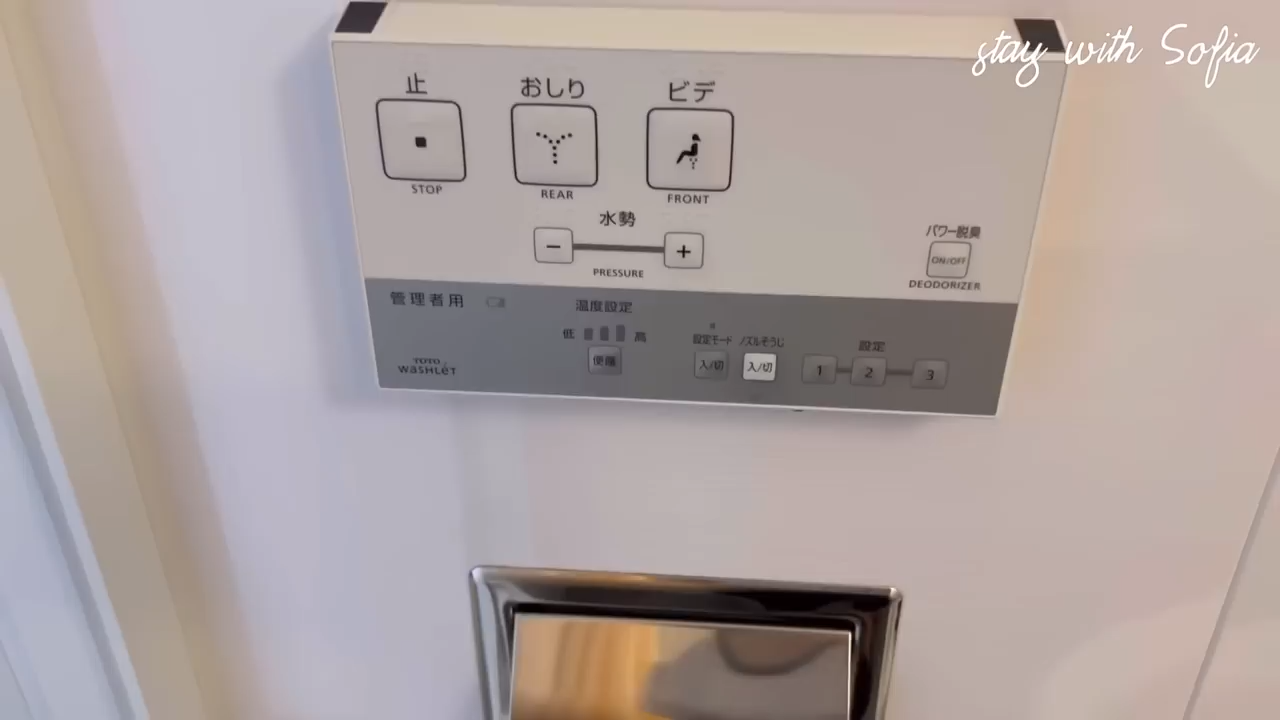 stay with Sofia
止 おしり ビデ
STOP REAR FRONT
水勢
− +
PRESSURE
パワー脱臭
ON/OFF
DEODORIZER
管理者用 温度設定
低 高
便座
設定モード ノズルそうじ 設定
入/切 入/切 1 2 3
TOTO
WASHLET